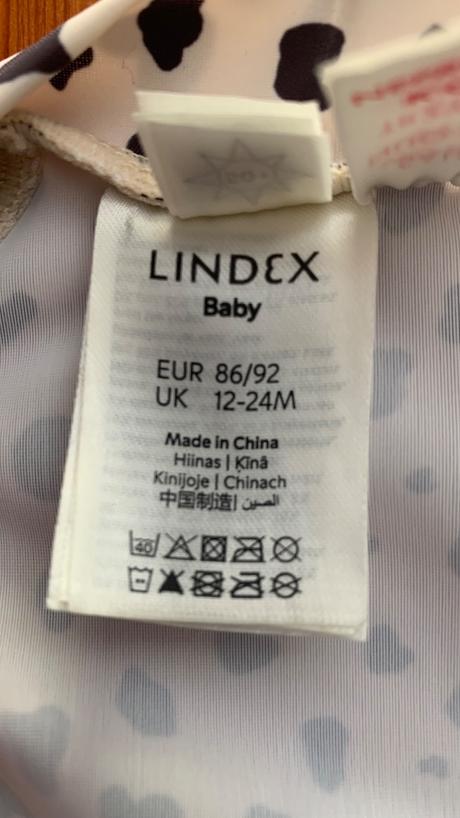 LINDEX
Baby
EUR 86/92
UK 12-24M
Made in China
Hiinas | Ķīnā
Kinijoje | Chinach
中国制造| الصين
40